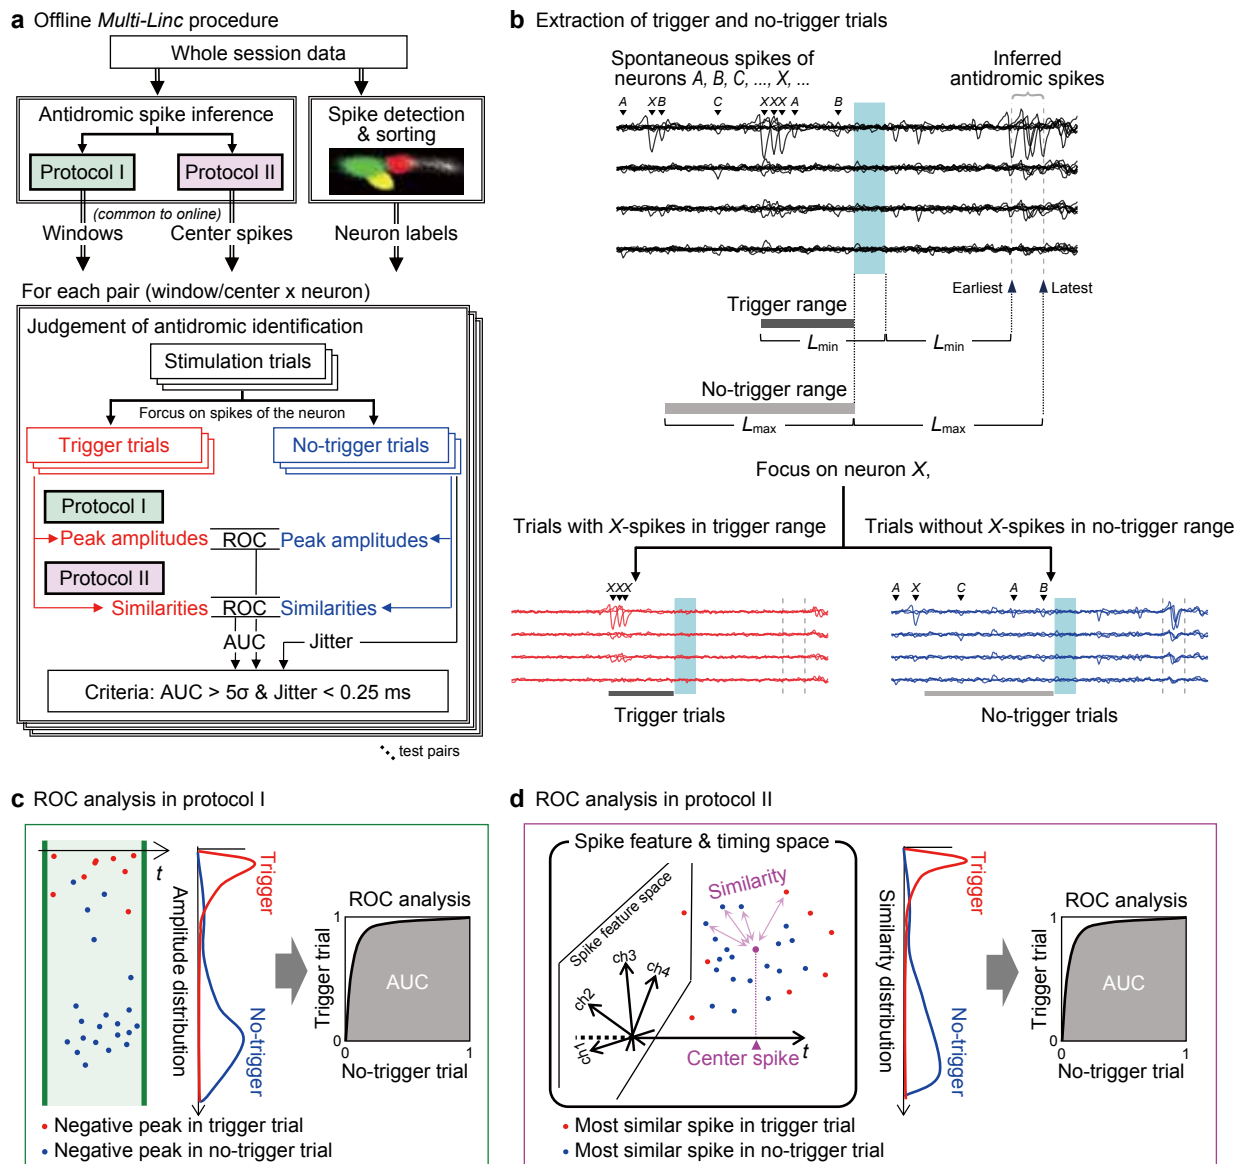 a Offline Multi-Linc procedure
Whole session data
Antidromic spike inference
Protocol I
Protocol II
Spike detection
& sorting
(common to online)
Windows
Center spikes
Neuron labels
For each pair (window/center x neuron)
Judgement of antidromic identification
Stimulation trials
Forcus on spikes of the neuron
Trigger trials
No-trigger trials
Protocol I
Peak amplitudes
ROC
Peak amplitudes
Protocol II
Similarities
ROC
Similarities
AUC
Jitter
Criteria: AUC > 5σ & Jitter < 0.25 ms
test pairs
b Extraction of trigger and no-trigger trials
Spontaneous spikes of
neurons A, B, C, ..., X, ...
Inferred
antidromic spikes
A X B C X X X A B
Earliest
Latest
Trigger range
Lmin
Lmin
No-trigger range
Lmax
Lmax
Focus on neuron X,
Trials with X-spikes in trigger range
Trials without X-spikes in no-trigger range
XXX
A X C A B
Trigger trials
No-trigger trials
c ROC analysis in protocol I
t
Amplitude distribution
Trigger
No-trigger
ROC analysis
1
Trigger trial
AUC
0
0
1
No-trigger trial
• Negative peak in trigger trial
• Negative peak in no-trigger trial
d ROC analysis in protocol II
Spike feature & timing space
Spike feature space
Similarity
ch1
ch2
ch3
ch4
t
Center spike
Similarity distribution
Trigger
No-trigger
ROC analysis
1
Trigger trial
AUC
0
0
1
No-trigger trial
• Most similar spike in trigger trial
• Most similar spike in no-trigger trial